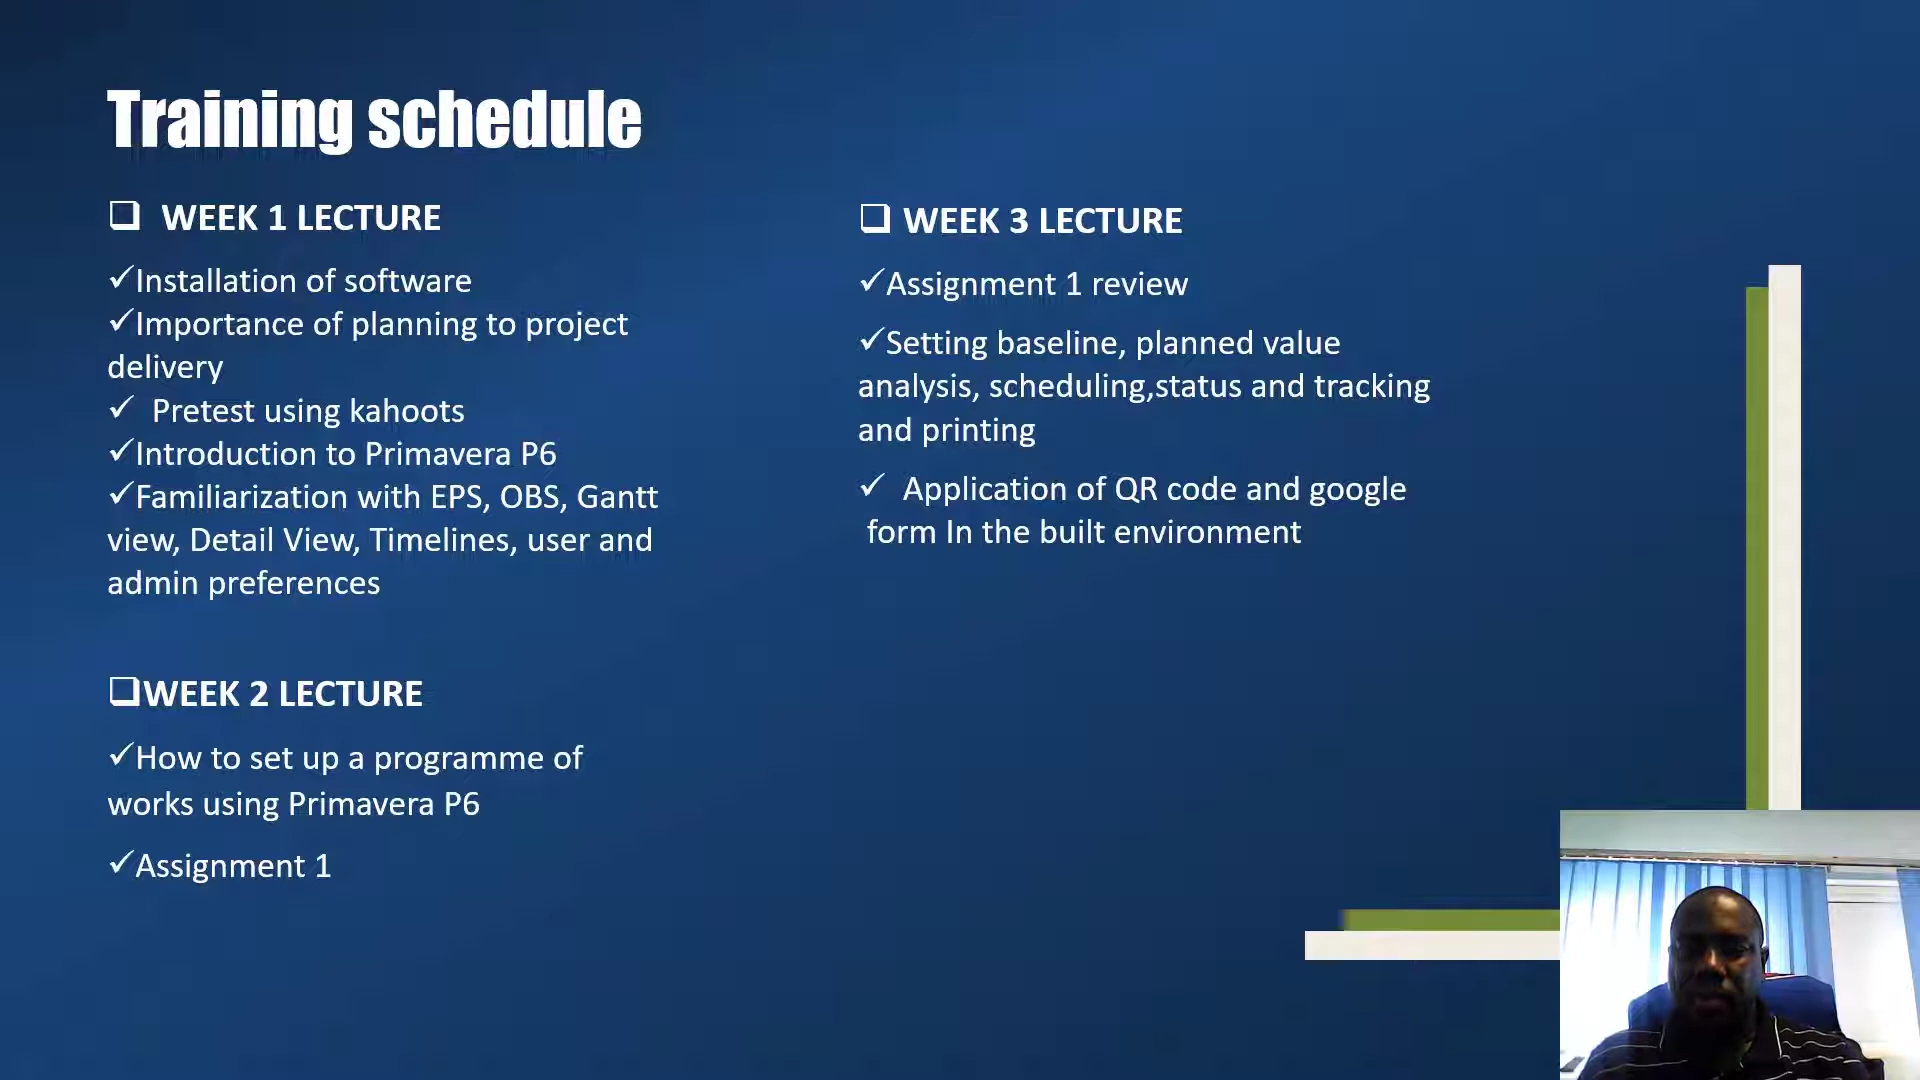 Training schedule
WEEK 1 LECTURE
Installation of software
Importance of planning to project
delivery
Pretest using kahoots
Introduction to Primavera P6
Familiarization with EPS, OBS, Gantt
view, Detail View, Timelines, user and
admin preferences
WEEK 2 LECTURE
How to set up a programme of
works using Primavera P6
Assignment 1
WEEK 3 LECTURE
Assignment 1 review
Setting baseline, planned value
analysis, scheduling,status and tracking
and printing
Application of QR code and google
form In the built environment